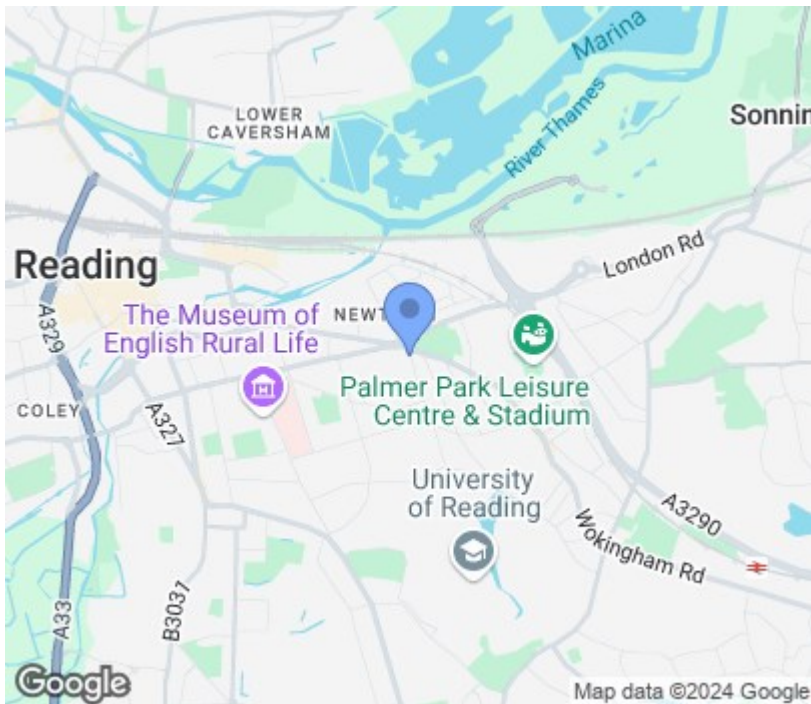 Marina
LOWER
CAVERSHAM
River Thames
Sonnin
London Rd
Reading
A329
The Museum of
English Rural Life
NEWT
Palmer Park Leisure
Centre & Stadium
COLEY
A327
University
of Reading
A3290
Wokingham Rd
A33
B3031
Google
Map data ©2024 Google